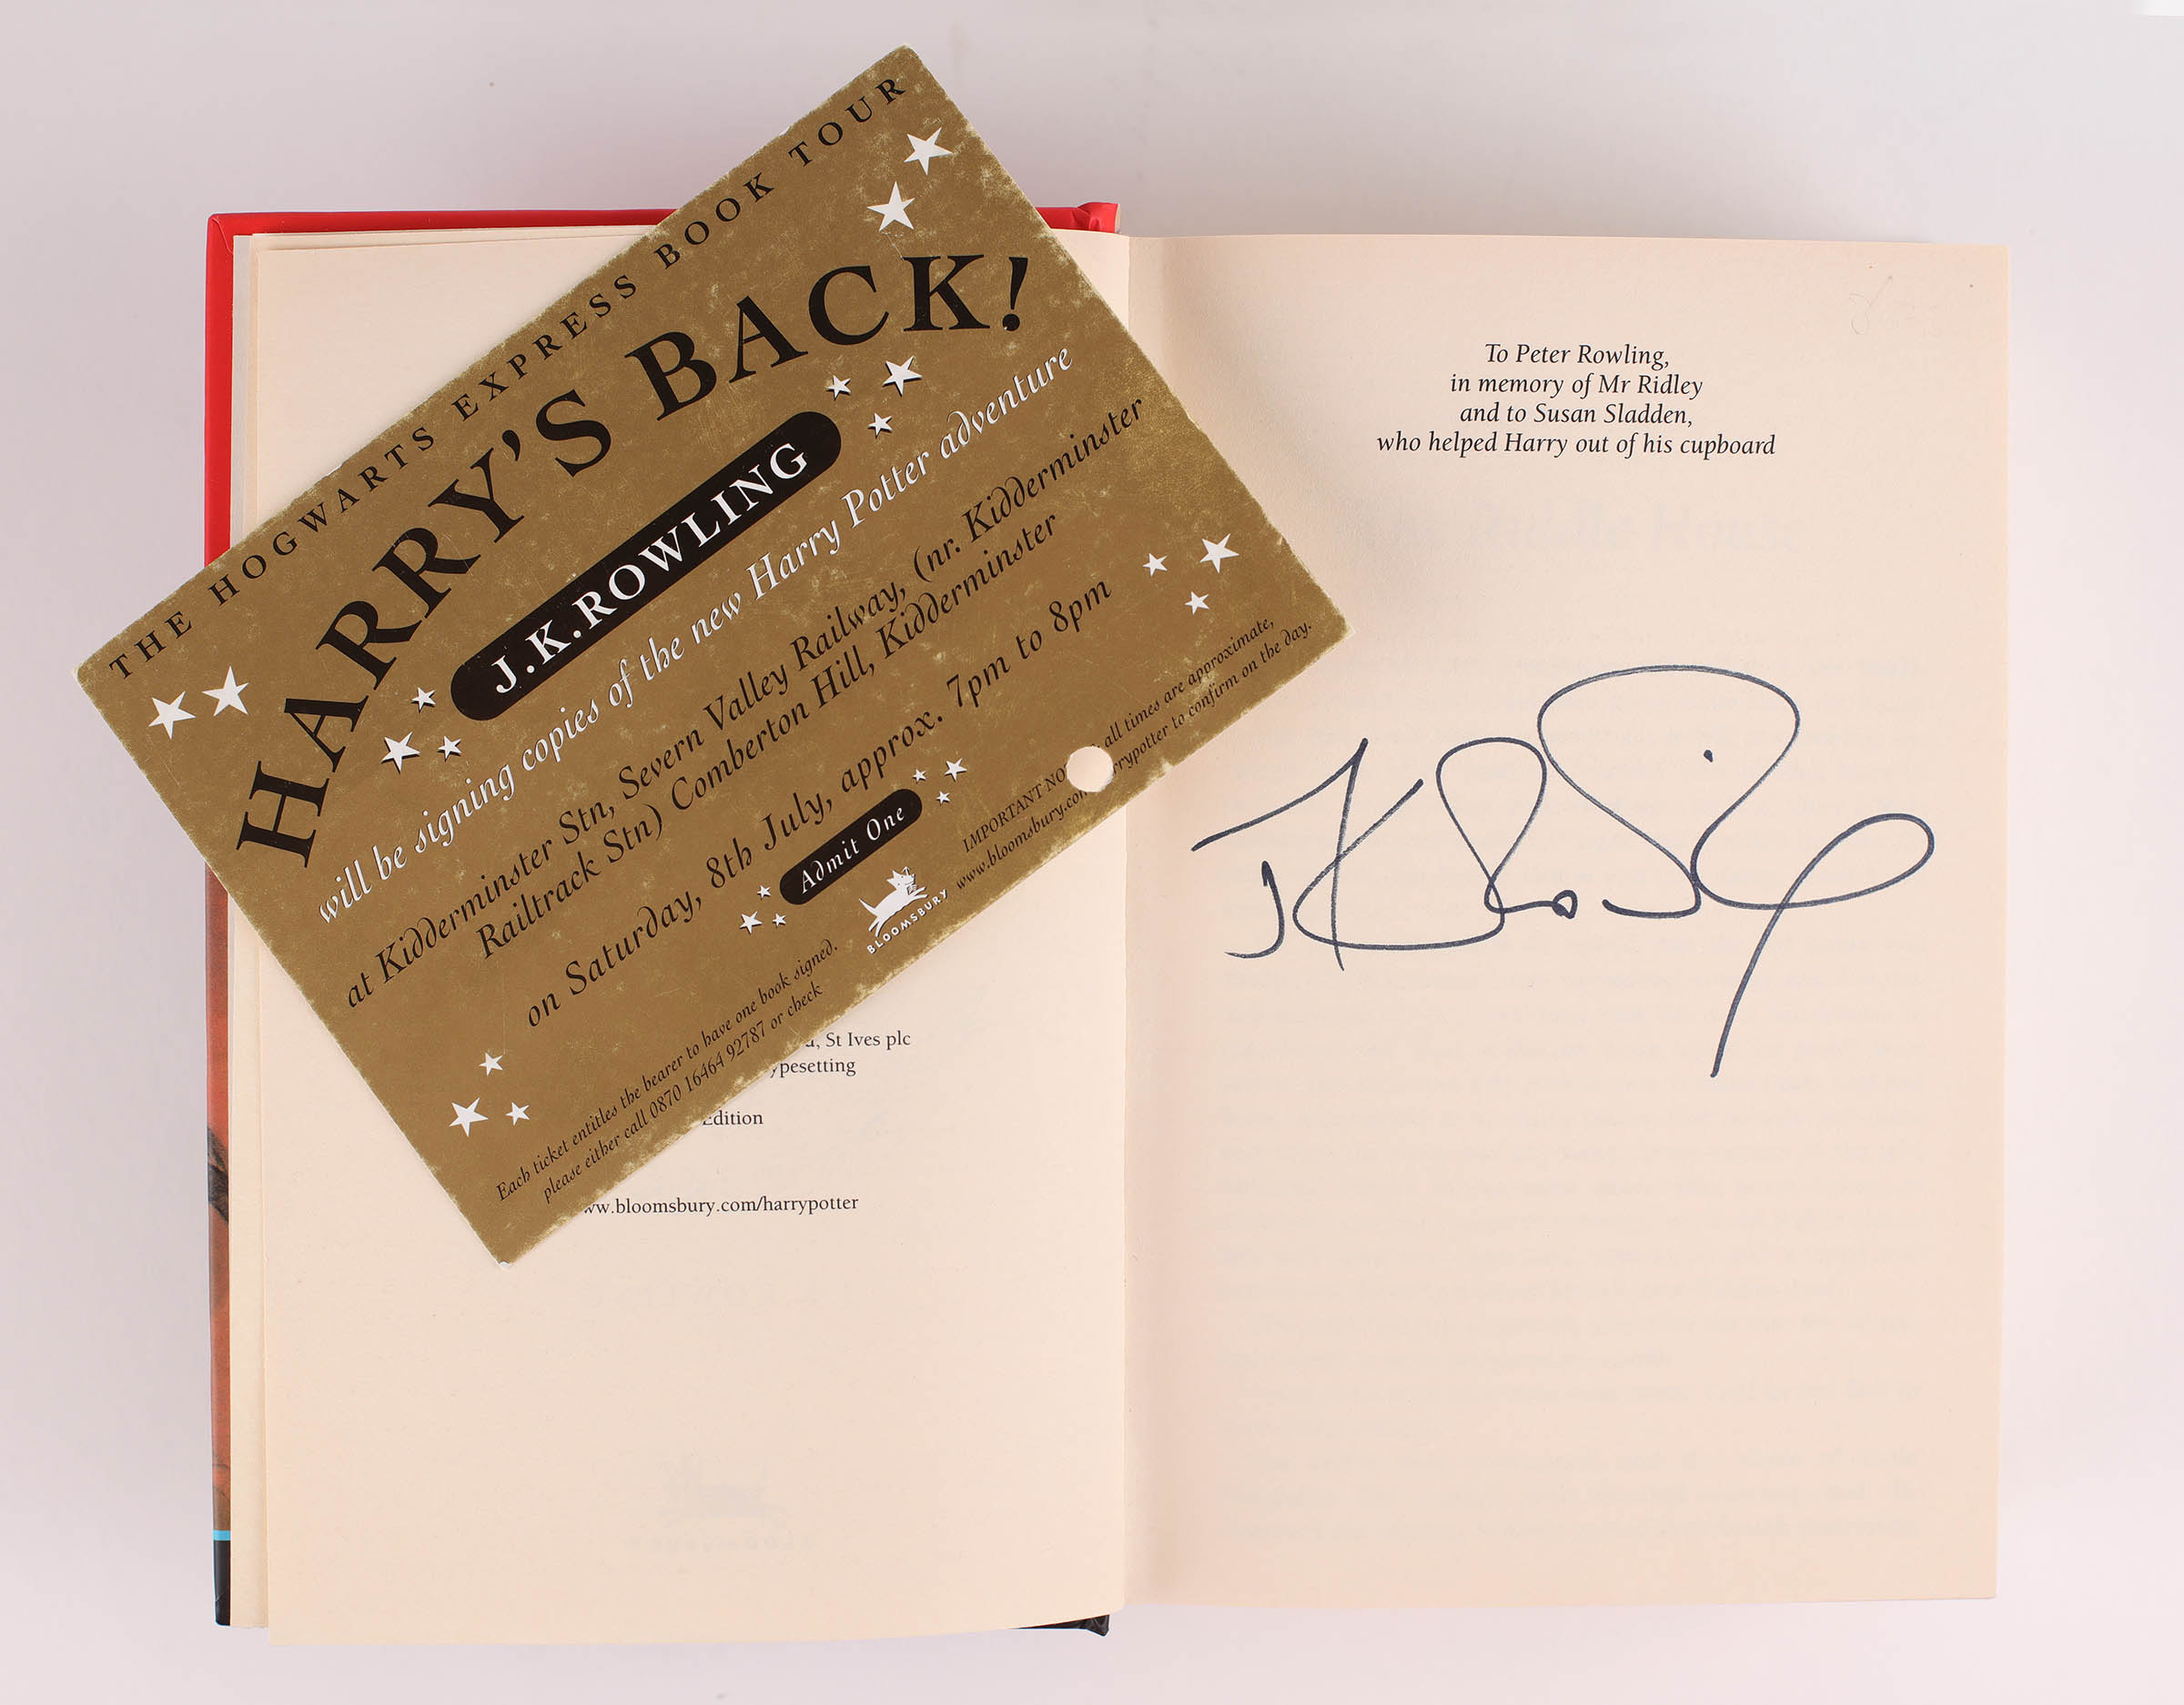 THE HOGWARTS EXPRESS BOOK TOUR
HARRY'S BACK!
J.K.ROWLING
will be signing copies of the new Harry Potter adventure
at Kidderminster Stn, Severn Valley Railway, (nr. Kidderminster
Railtrack Stn) Comberton Hill, Kidderminster
on Saturday, 8th July, approx. 7pm to 8pm
Admit One
BLOOMSBURY
Each ticket entitles the bearer to have one book signed.
please either call 0870 16464 92787 or check
IMPORTANT all times are approximate,
www.bloomsbury.com to confirm on the day.
St Ives plc
ypesetting
Edition
ww.bloomsbury.com/harrypotter
To Peter Rowling,
in memory of Mr Ridley
and to Susan Sladden,
who helped Harry out of his cupboard
JK Rowling